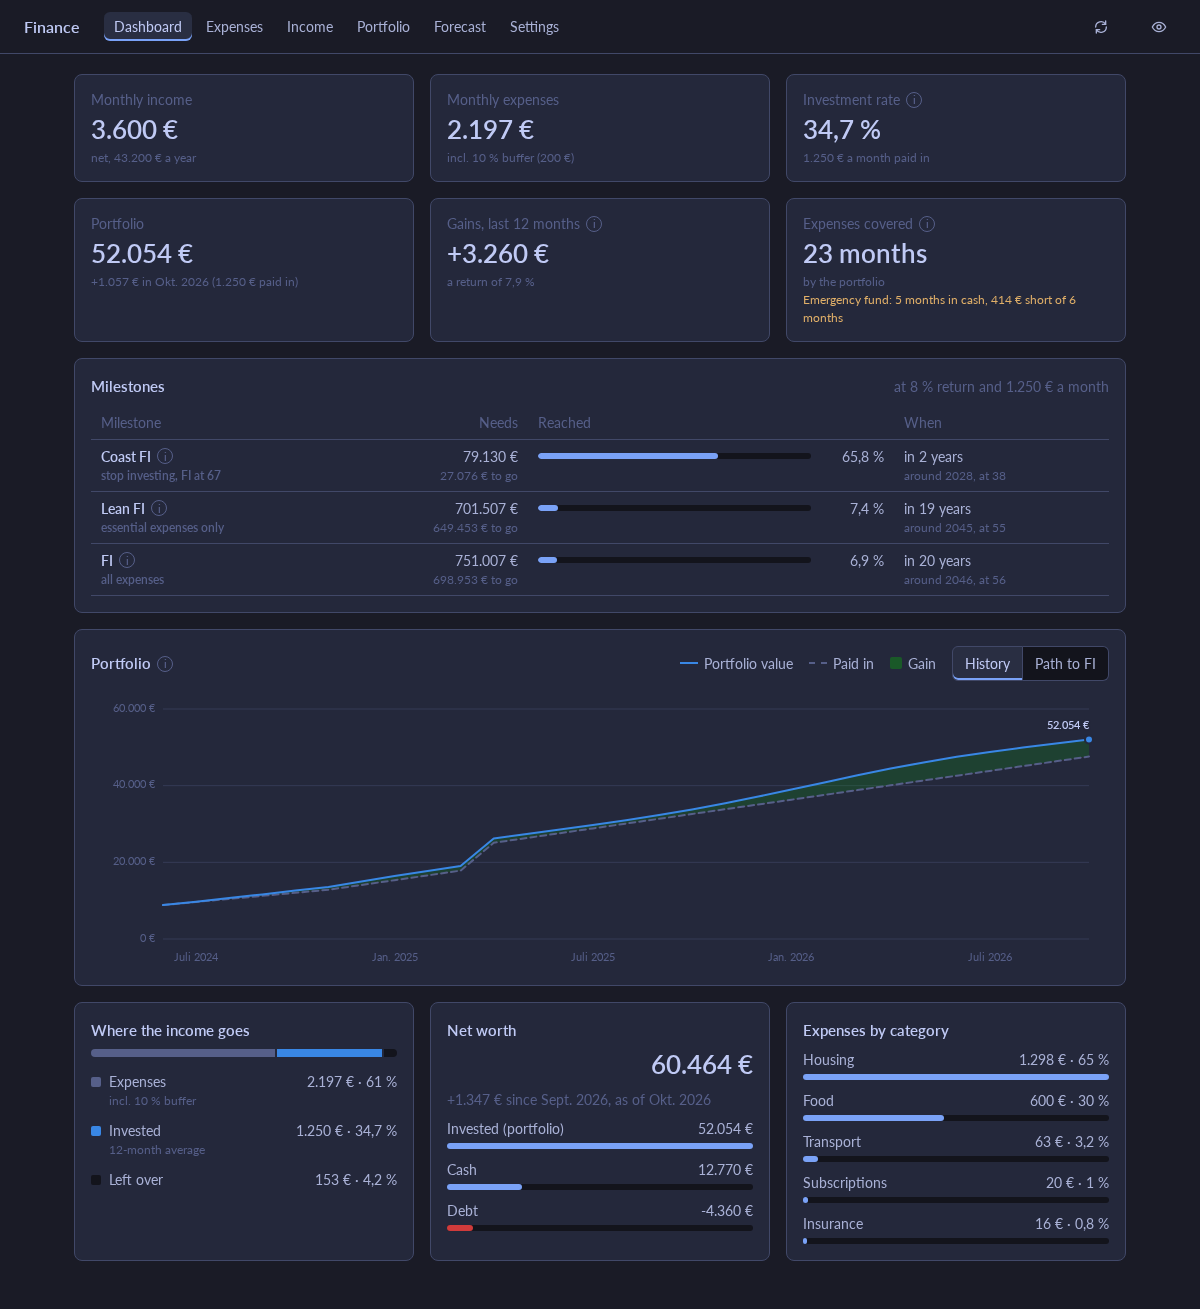 Finance
Dashboard
Expenses
Income
Portfolio
Forecast
Settings
Monthly income
3.600 €
net, 43.200 € a year
Monthly expenses
2.197 €
incl. 10 % buffer (200 €)
Investment rate
34,7 %
1.250 € a month paid in
Portfolio
52.054 €
+1.057 € in Okt. 2026 (1.250 € paid in)
Gains, last 12 months
+3.260 €
a return of 7,9 %
Expenses covered
23 months
by the portfolio
Emergency fund: 5 months in cash, 414 € short of 6
months
Milestones
at 8 % return and 1.250 € a month
Milestone Needs Reached When
Coast FI 79.130 € 65,8 % in 2 years
stop investing, FI at 67 27.076 € to go around 2028, at 38
Lean FI 701.507 € 7,4 % in 19 years
essential expenses only 649.453 € to go around 2045, at 55
FI 751.007 € 6,9 % in 20 years
all expenses 698.953 € to go around 2046, at 56
Portfolio
Portfolio value
Paid in
Gain
History
Path to FI
60.000 €
52.054 €
40.000 €
20.000 €
0 €
Juli 2024
Jan. 2025
Juli 2025
Jan. 2026
Juli 2026
Where the income goes
Expenses 2.197 € · 61 %
incl. 10 % buffer
Invested 1.250 € · 34,7 %
12-month average
Left over 153 € · 4,2 %
Net worth
60.464 €
+1.347 € since Sept. 2026, as of Okt. 2026
Invested (portfolio) 52.054 €
Cash 12.770 €
Debt -4.360 €
Expenses by category
Housing 1.298 € · 65 %
Food 600 € · 30 %
Transport 63 € · 3,2 %
Subscriptions 20 € · 1 %
Insurance 16 € · 0,8 %